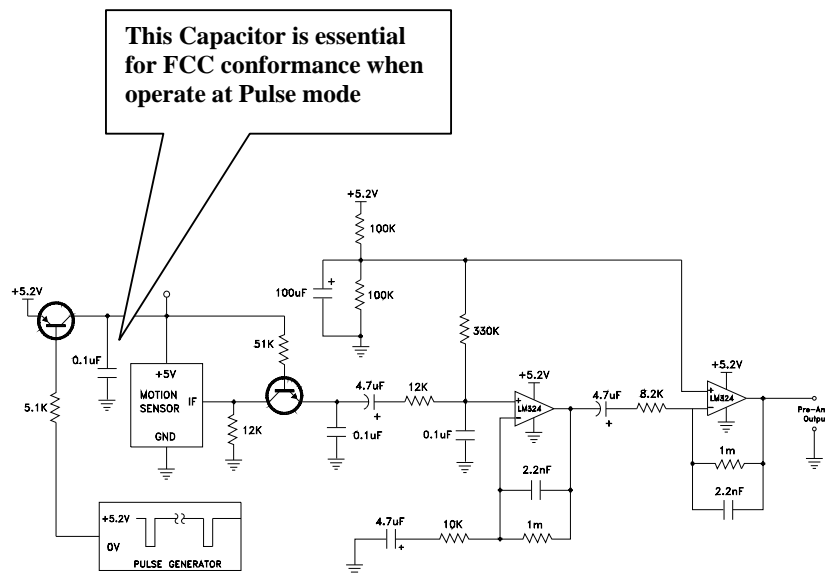 This Capacitor is essential
for FCC conformance when
operate at Pulse mode
+5.2V
100K
100uF
+
100K
+5.2V
0.1uF
5.1K
+5V
MOTION
SENSOR
IF
GND
51K
12K
4.7uF
+
0.1uF
12K
330K
0.1uF
+5.2V
+
−
LM324
2.2nF
1m
4.7uF
+
10K
4.7uF
+
8.2K
+5.2V
+
−
LM324
1m
2.2nF
Pre-Am
Output
+5.2V
0V
PULSE GENERATOR